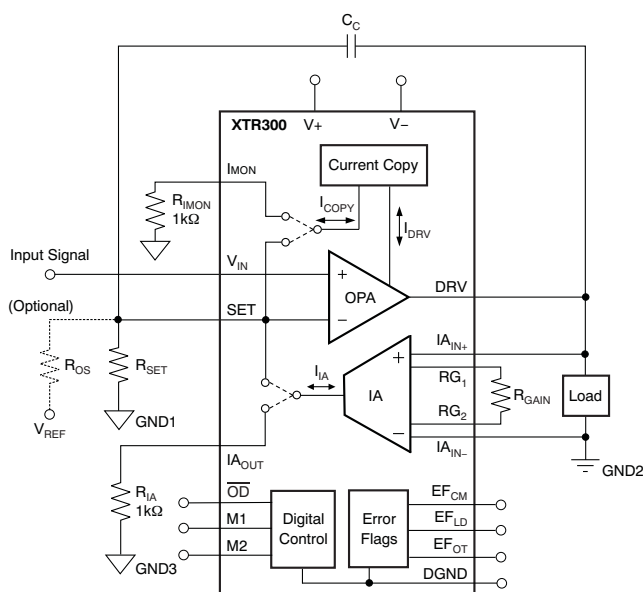 C_C
XTR300
V+
V−
I_MON
Current Copy
R_IMON
1kΩ
I_COPY
I_DRV
Input Signal
V_IN
+
OPA
DRV
(Optional)
SET
−
IA_IN+
R_OS
R_SET
I_IA
+
RG_1
IA
R_GAIN
Load
V_REF
GND1
RG_2
−
IA_IN−
GND2
IA_OUT
R_IA
1kΩ
OD
EF_CM
M1
Digital
Control
Error
Flags
EF_LD
M2
EF_OT
GND3
DGND